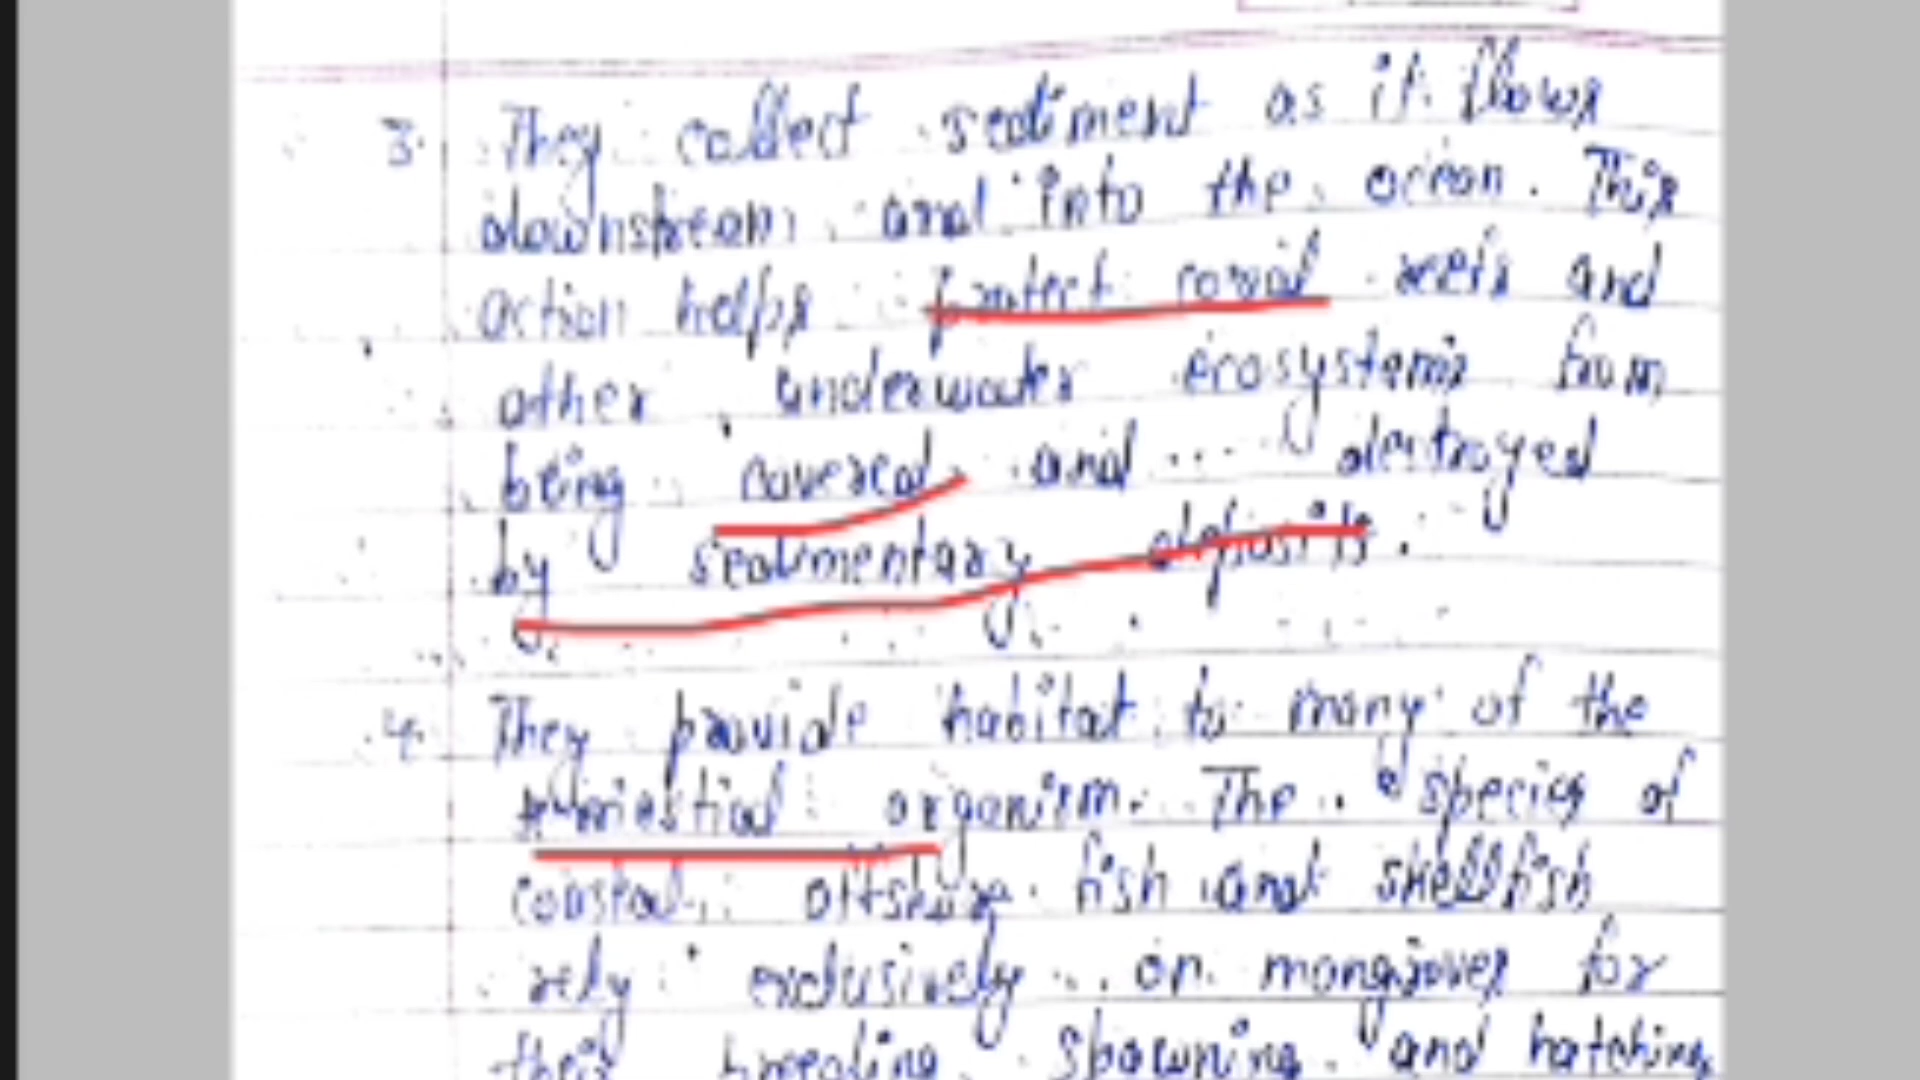 3. They collect sediment as it flows
downstream and into the ocean. This
action helps protect coral reefs and
other underwater ecosystems from
being covered and destroyed
by sedimentary deposits.
4. They provide habitat to many of the
terriestial organism. The species of
coastal offshore fish and shellfish
rely exclusively on mangroves for
their breeding, spawning, and hatching